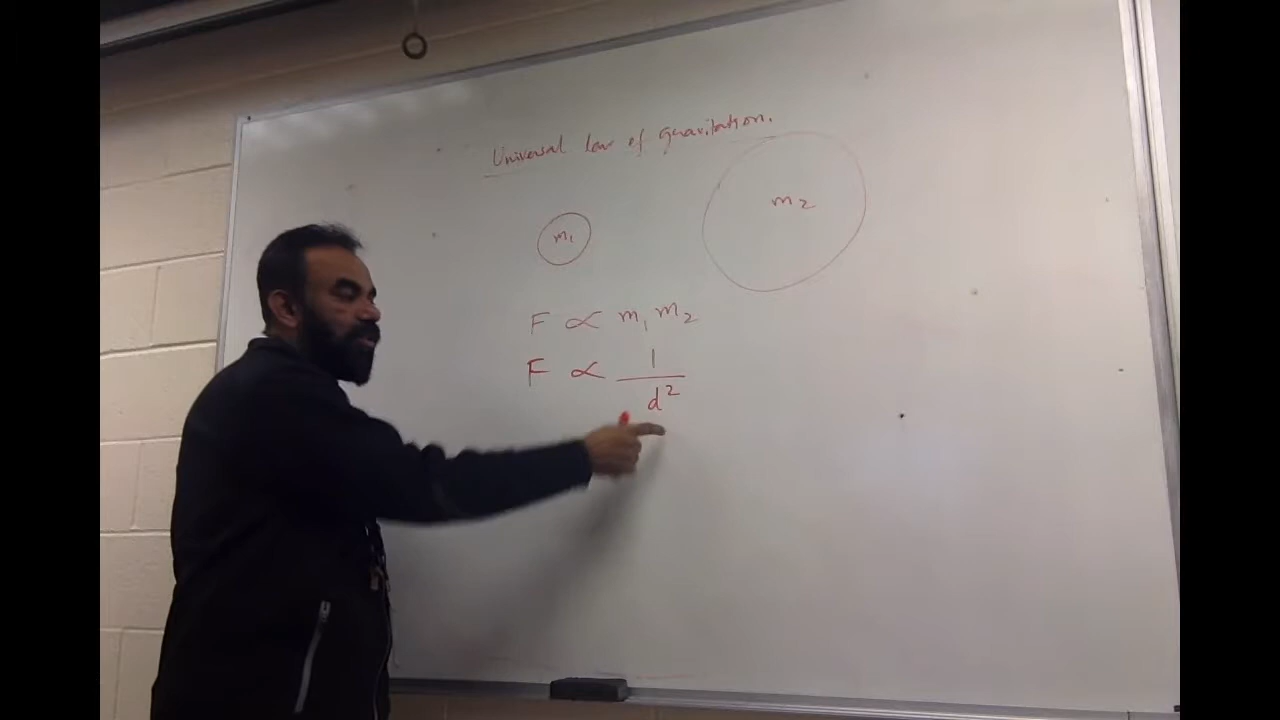 Universal law of gravitation.
m₁
m₂
F ∝ m₁ m₂
F ∝ 1/d²